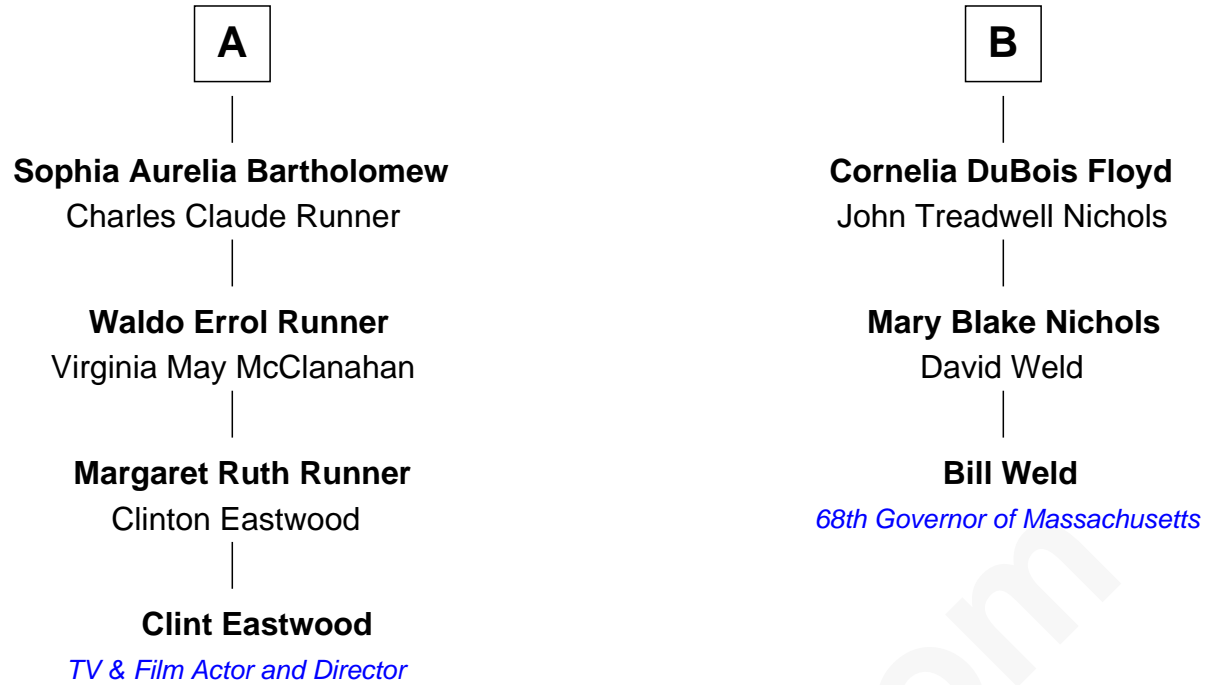 A
Sophia Aurelia Bartholomew
Charles Claude Runner
Waldo Errol Runner
Virginia May McClanahan
Margaret Ruth Runner
Clinton Eastwood
Clint Eastwood
TV & Film Actor and Director
B
Cornelia DuBois Floyd
John Treadwell Nichols
Mary Blake Nichols
David Weld
Bill Weld
68th Governor of Massachusetts
om